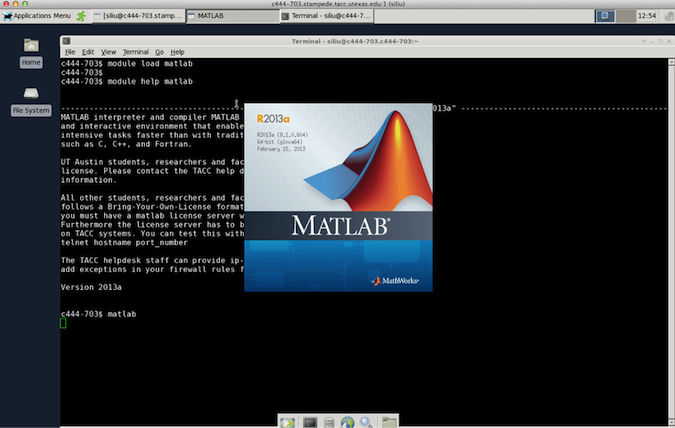 c444-703.stampede.tacc.utexas.edu:1 (siliu)
Applications Menu
[siliu@c444-703.stamp...
MATLAB
Terminal - siliu@c444-7...
12:54
Terminal - siliu@c444-703.c444-703:~
File Edit View Terminal Go Help
Home
File System
c444-703$ module load matlab
c444-703$
c444-703$ module help matlab
013a"
MATLAB interpreter and compiler MATLAB
and interactive environment that enable
intensive tasks faster than with tradit
such as C, C++, and Fortran.
UT Austin students, researchers and fac
license. Please contact the TACC help d
information.
All other students, researchers and fac
follows a Bring-Your-Own-License format
you must have a matlab license server w
Furthermore the license server has to b
on TACC systems. You can test this with
telnet hostname port_number
The TACC helpdesk staff can provide ip-
add exceptions in your firewall rules f
Version 2013a
c444-703$ matlab
R2013a
R2013a (8.1.0.604)
64-bit (glnxa64)
February 15, 2013
MATLAB®
MathWorks®